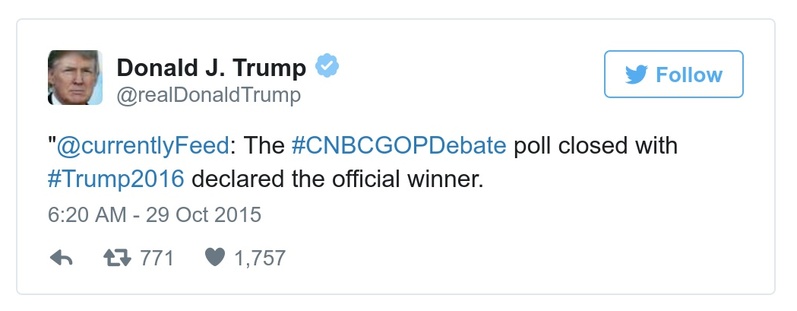 Donald J. Trump
@realDonaldTrump
Follow
"@currentlyFeed: The #CNBCGOPDebate poll closed with
#Trump2016 declared the official winner.
6:20 AM - 29 Oct 2015
771 1,757